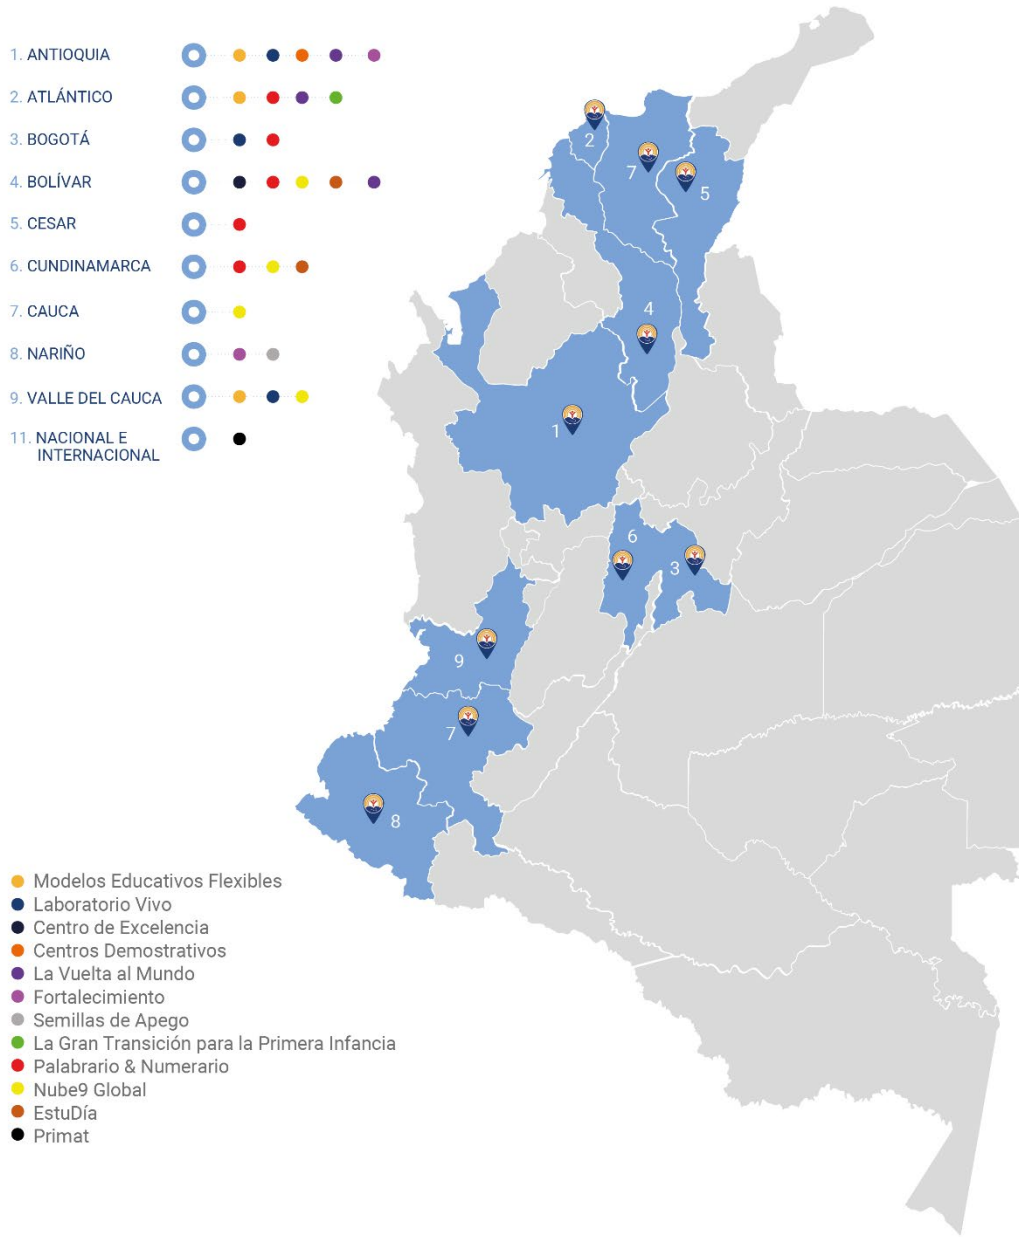 1. ANTIOQUIA
2. ATLÁNTICO
3. BOGOTÁ
4. BOLÍVAR
5. CESAR
6. CUNDINAMARCA
7. CAUCA
8. NARIÑO
9. VALLE DEL CAUCA
11. NACIONAL E
INTERNACIONAL
2
7
5
4
1
6
3
9
7
8
Modelos Educativos Flexibles
Laboratorio Vivo
Centro de Excelencia
Centros Demostrativos
La Vuelta al Mundo
Fortalecimiento
Semillas de Apego
La Gran Transición para la Primera Infancia
Palabrario & Numerario
Nube9 Global
EstuDía
Primat